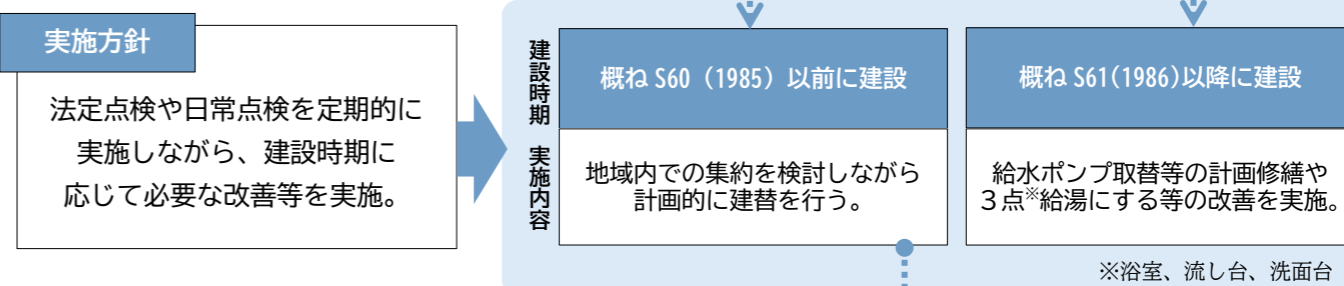 実施方針
法定点検や日常点検を定期的に
実施しながら、建設時期に
応じて必要な改善等を実施。
建設時期
概ね S60（1985）以前に建設
概ね S61(1986)以降に建設
実施内容
地域内での集約を検討しながら
計画的に建替を行う。
給水ポンプ取替等の計画修繕や
３点※給湯にする等の改善を実施。
※浴室、流し台、洗面台